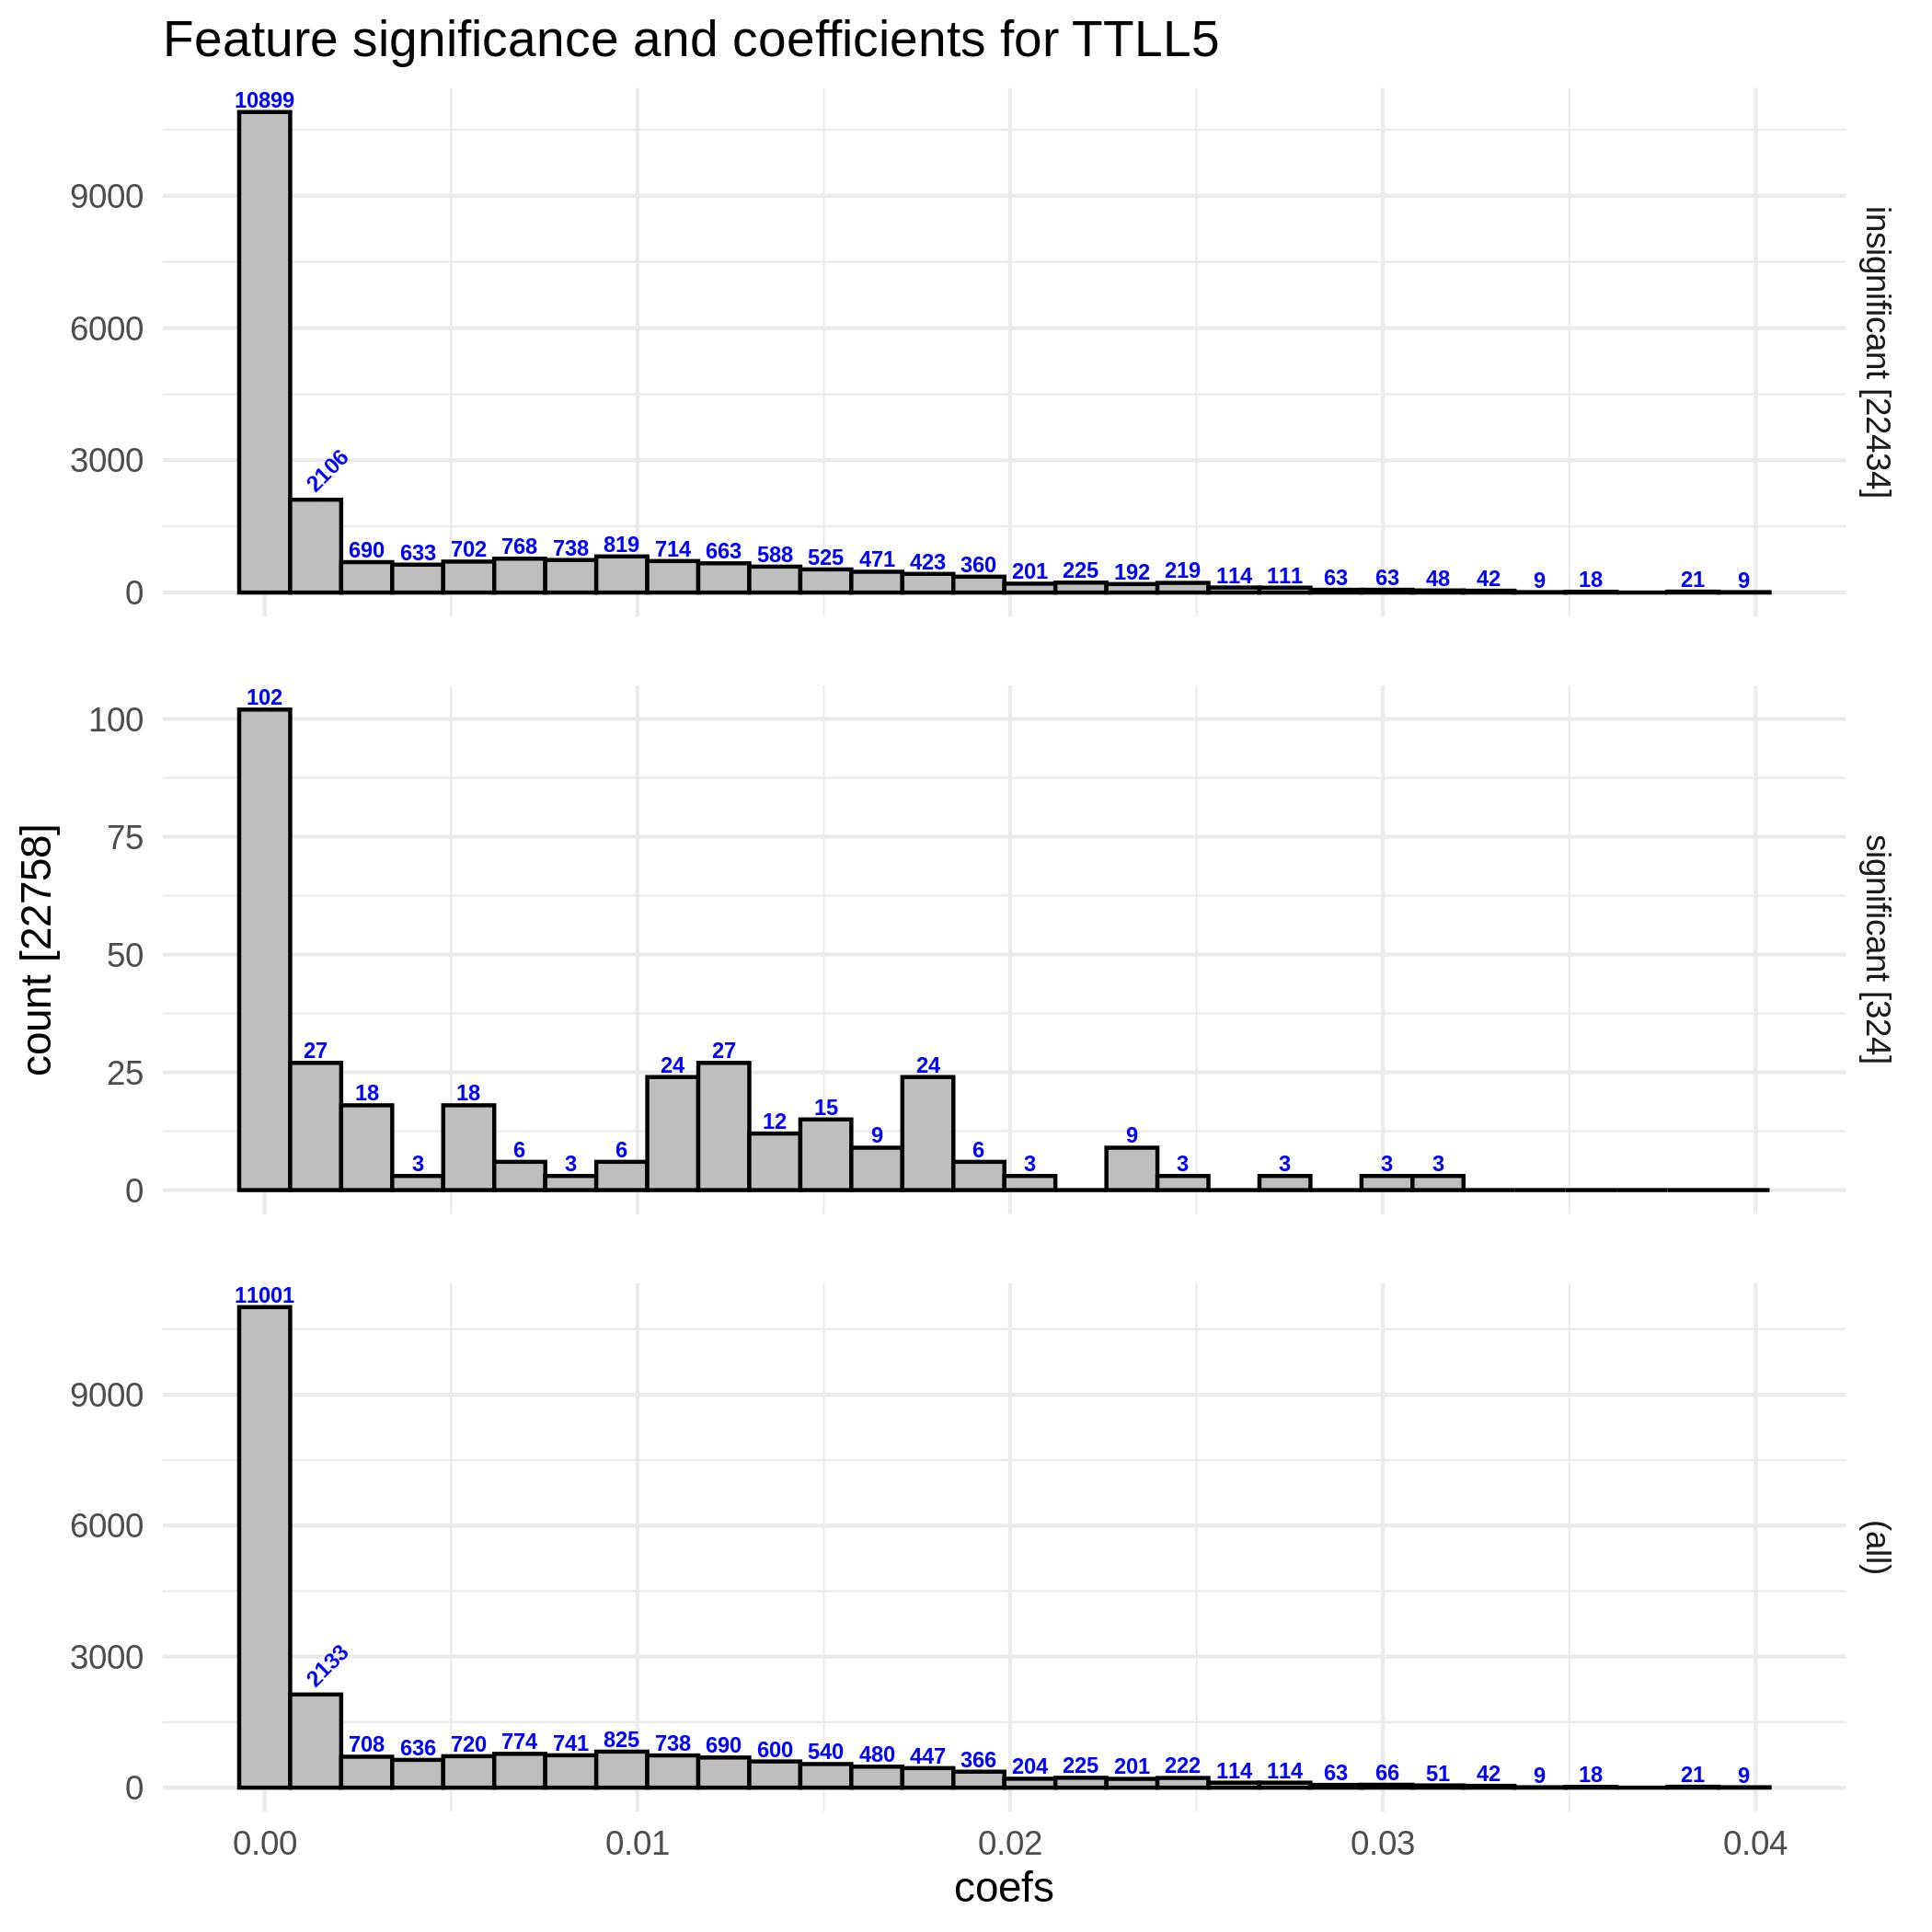 Feature significance and coefficients for TTLL5
10899
9000
6000
3000
0
2106
690 633 702 768 738 819 714 663 588 525 471 423 360 201 225 192 219 114 111 63 63 48 42 9 18 21 9
insignificant [22434]
count [22758]
102
100
75
50
25
0
27 18 3 18 6 3 6 24 27 12 15 9 24 6 3 9 3 3 3 3
significant [324]
11001
9000
6000
3000
0
2133
708 636 720 774 741 825 738 690 600 540 480 447 366 204 225 201 222 114 114 63 66 51 42 9 18 21 9
(all)
0.00 0.01 0.02 0.03 0.04
coefs